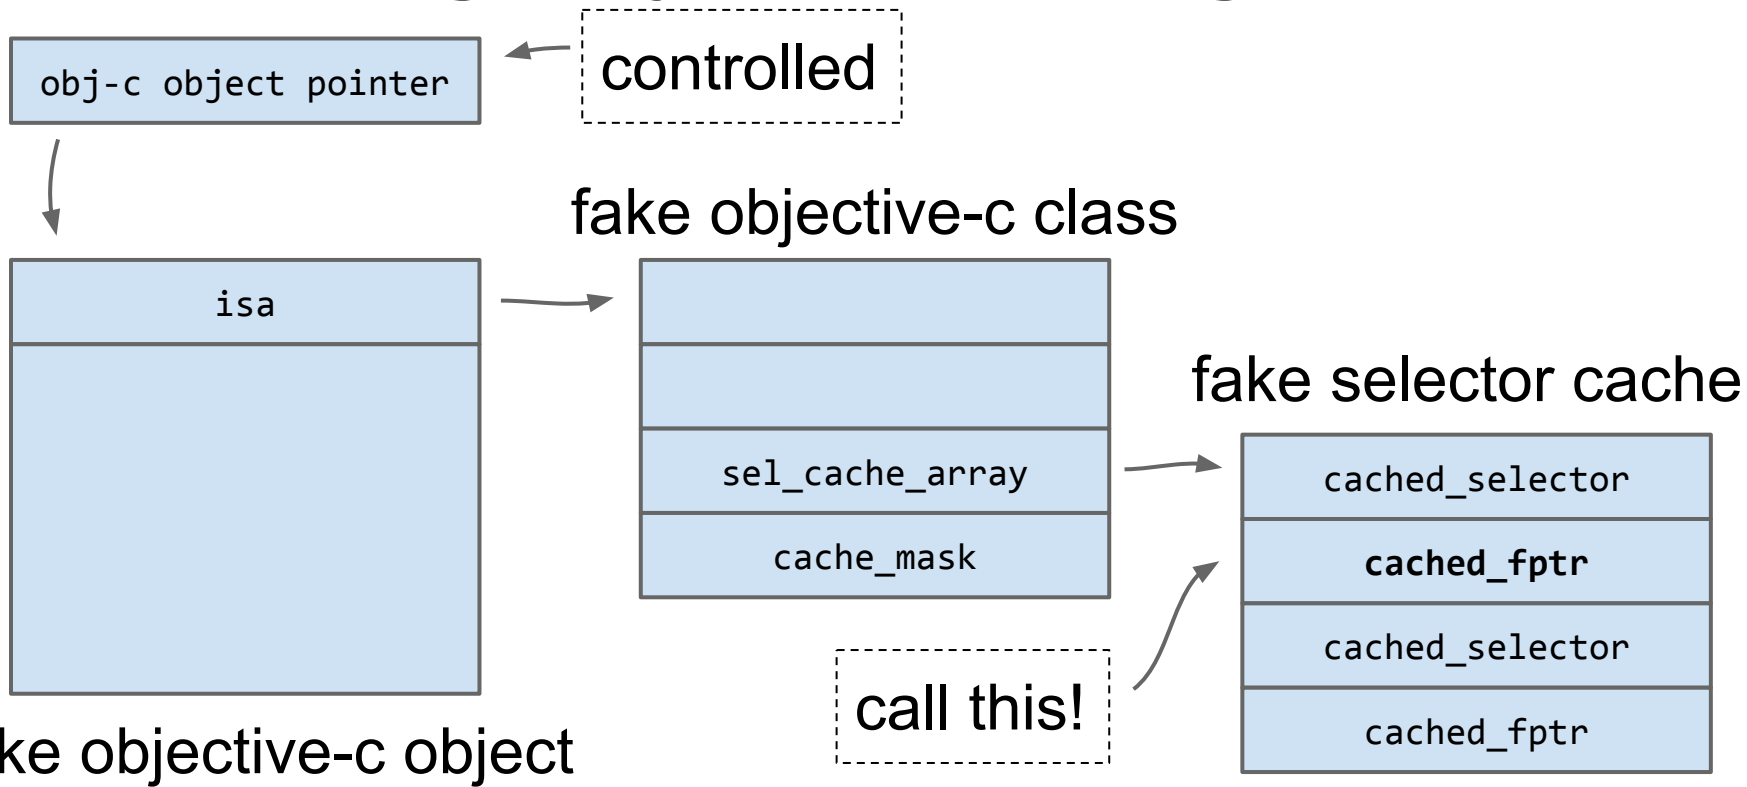 obj-c object pointer
controlled
fake objective-c class
isa
fake selector cache
sel_cache_array
cached_selector
cache_mask
cached_fptr
cached_selector
call this!
cached_fptr
ke objective-c object